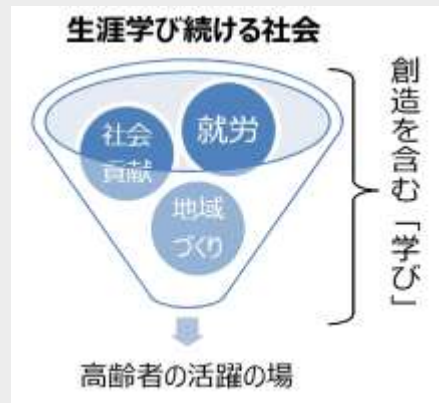 生涯学び続ける社会
社会
貢献
就労
地域
づくり
創造を含む「学び」
高齢者の活躍の場